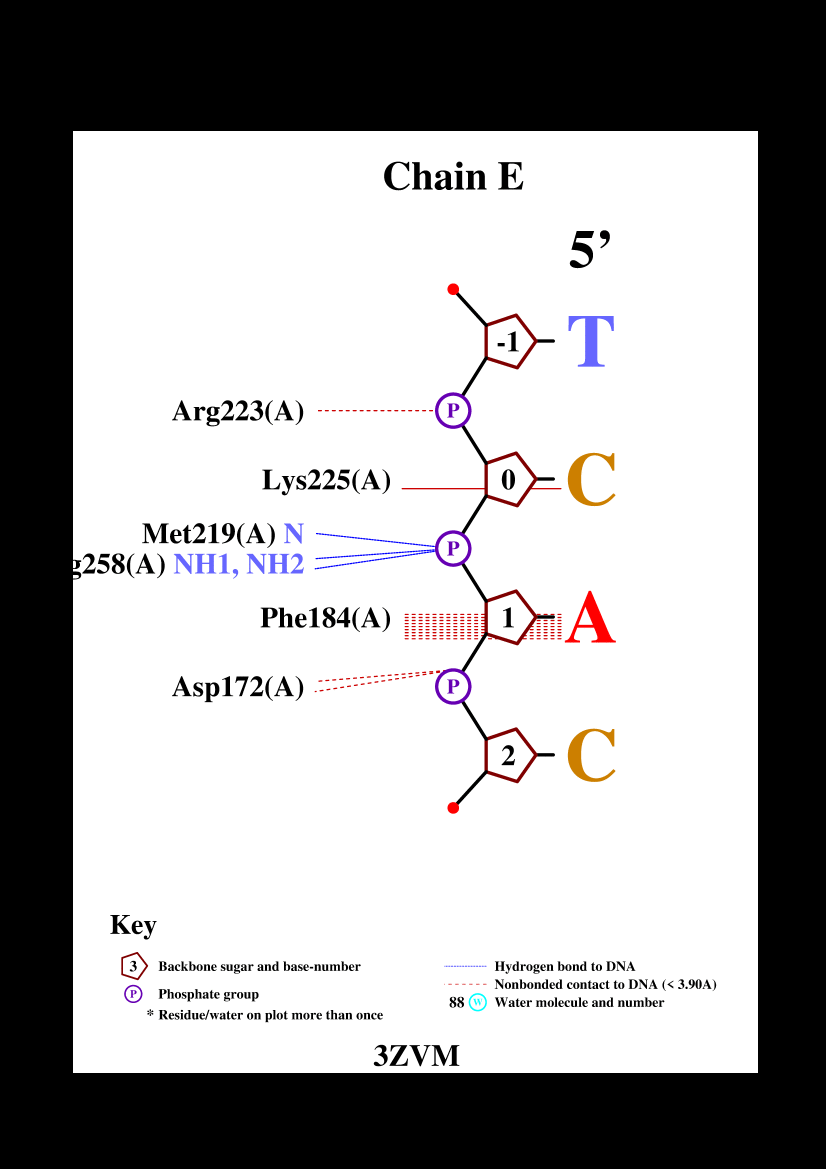 Chain E
5’
-1 T
P
Arg223(A)
Lys225(A) 0 C
Met219(A) N
P
g258(A) NH1, NH2
Phe184(A) 1 A
Asp172(A) P
2 C
Key
3 Backbone sugar and base-number
P Phosphate group
* Residue/water on plot more than once
Hydrogen bond to DNA
Nonbonded contact to DNA (< 3.90A)
88 W Water molecule and number
3ZVM